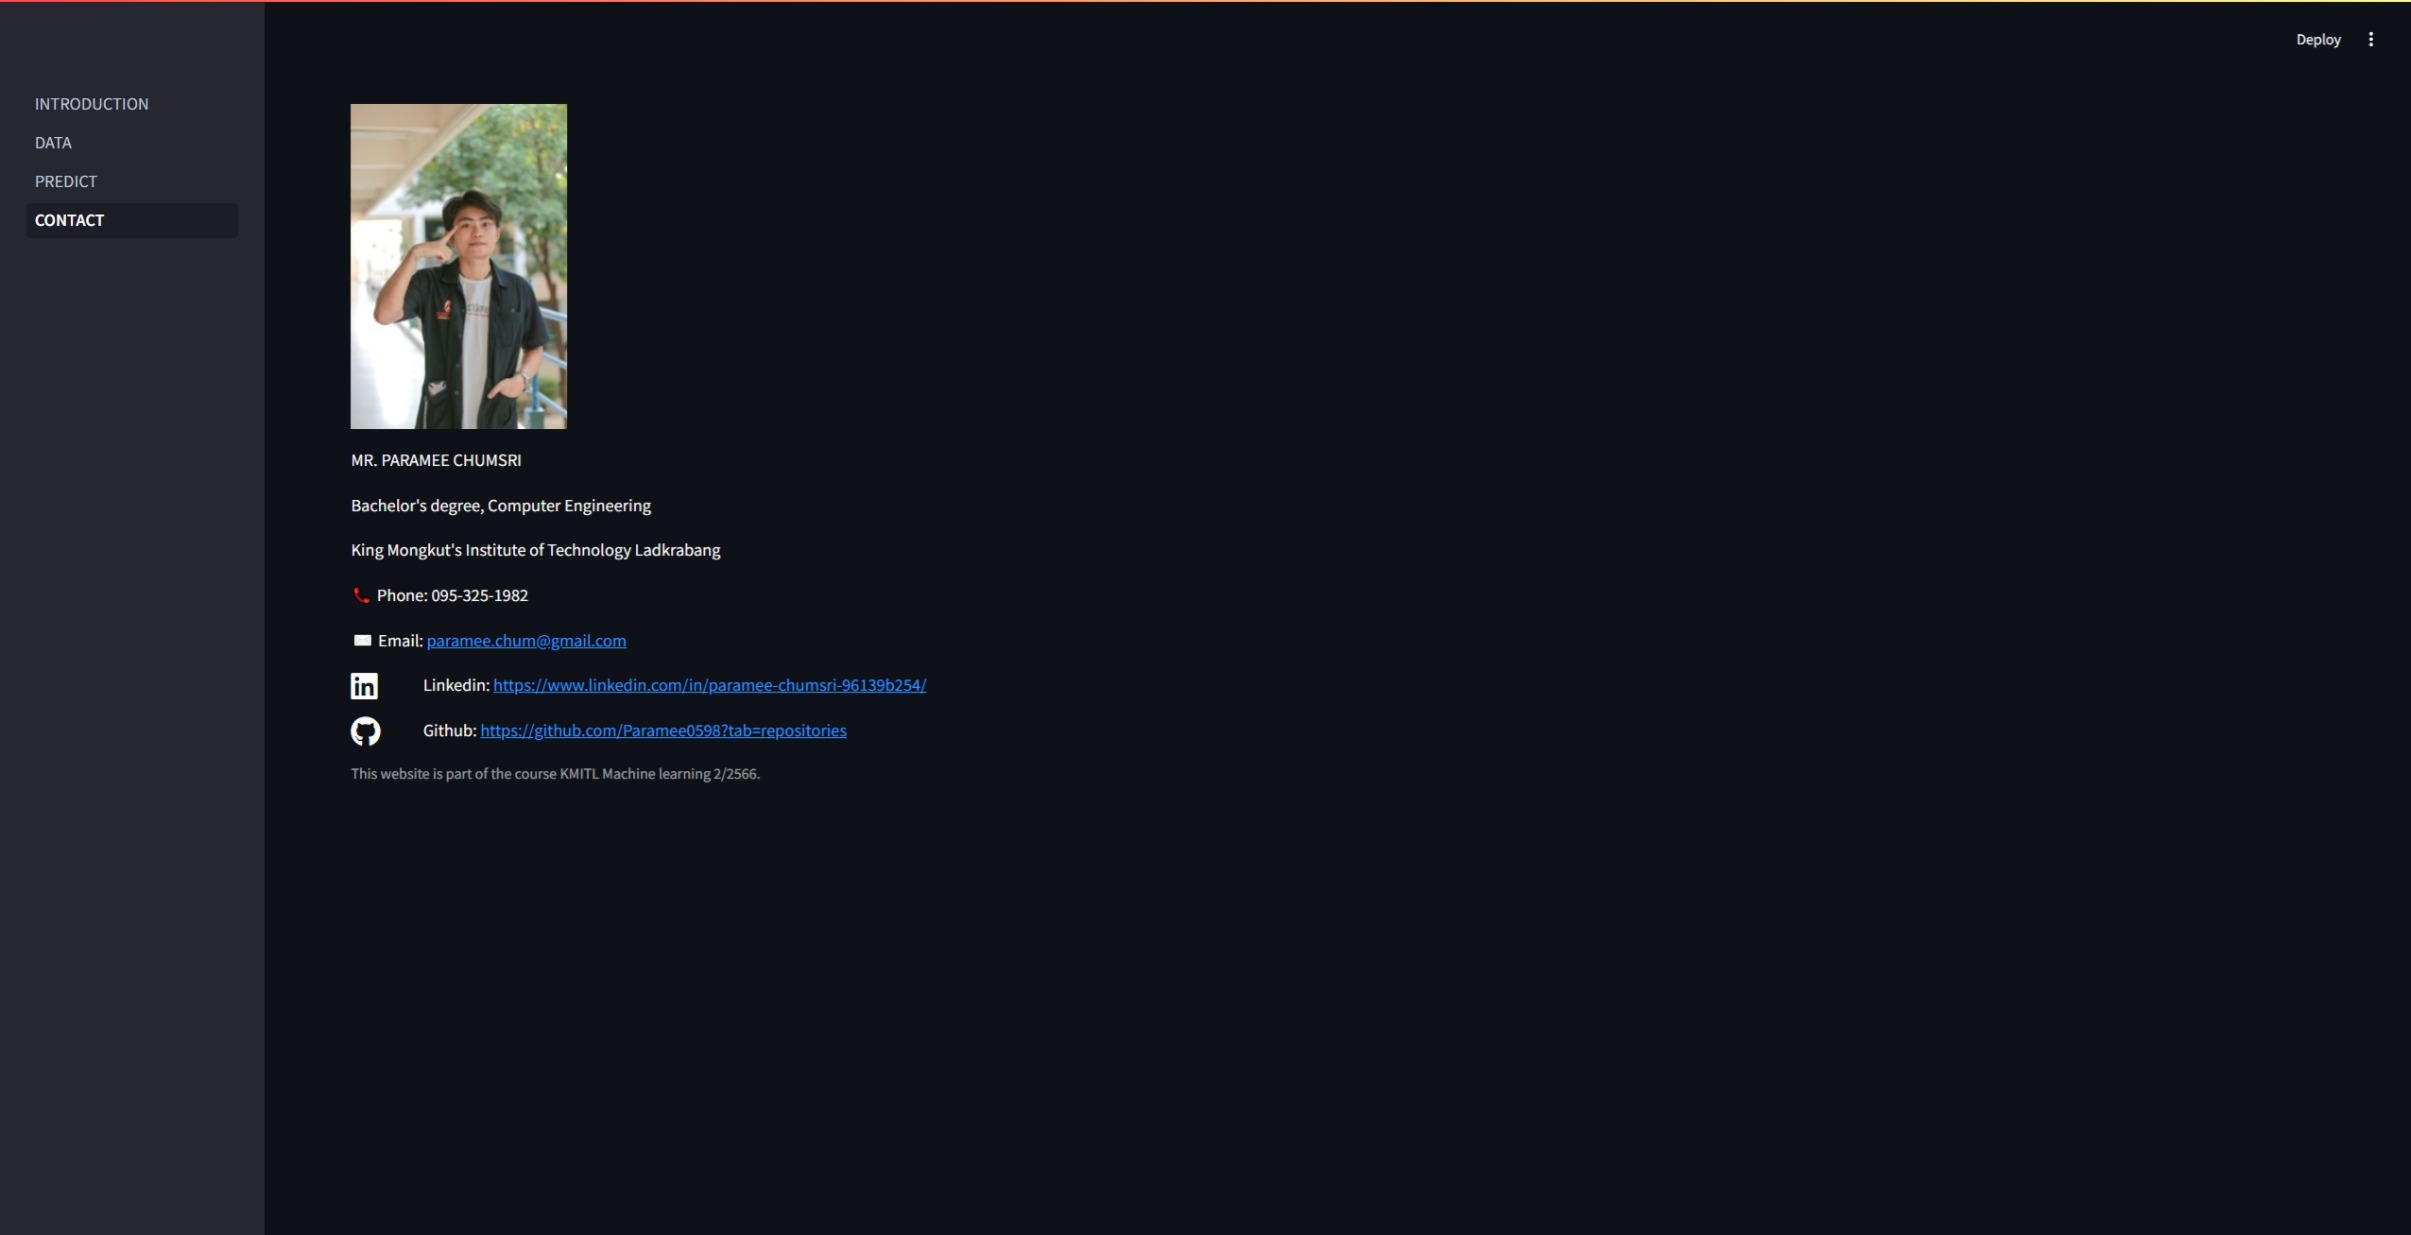 Deploy
INTRODUCTION
DATA
PREDICT
CONTACT
MR. PARAMEE CHUMSRI
Bachelor's degree, Computer Engineering
King Mongkut's Institute of Technology Ladkrabang
Phone: 095-325-1982
Email: paramee.chum@gmail.com
in
Linkedin: https://www.linkedin.com/in/paramee-chumsri-96139b254/
Github: https://github.com/Paramee0598?tab=repositories
This website is part of the course KMITL Machine learning 2/2566.